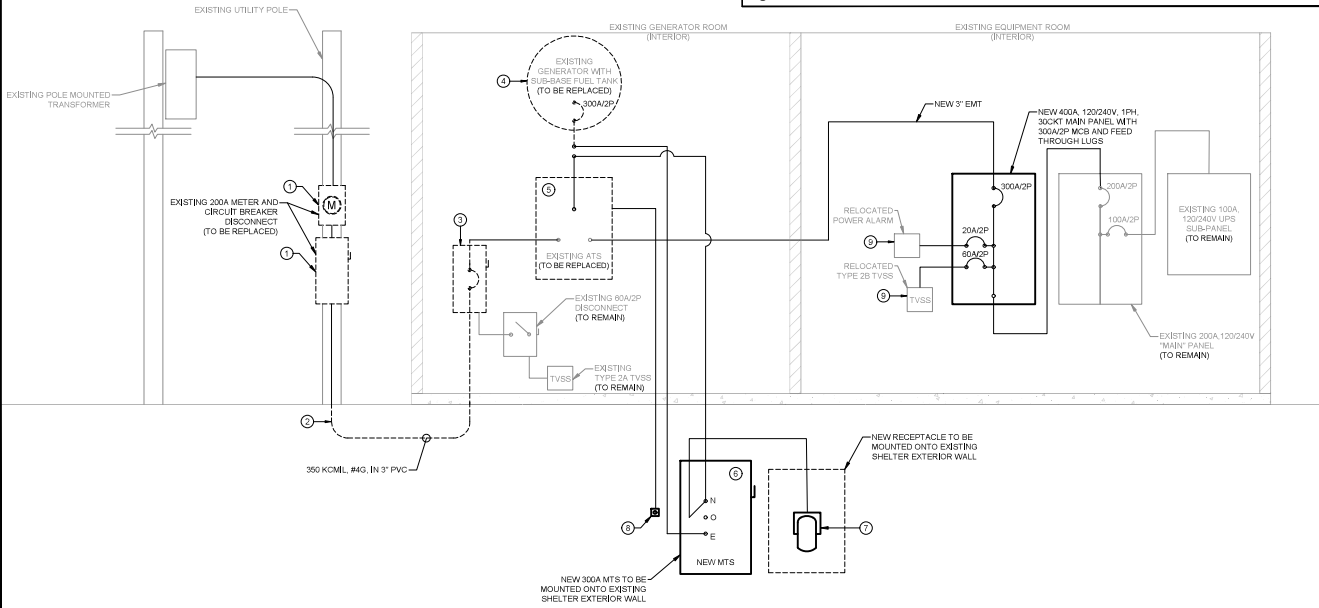 EXISTING UTILITY POLE
EXISTING POLE MOUNTED
TRANSFORMER
EXISTING GENERATOR ROOM
(INTERIOR)
EXISTING EQUIPMENT ROOM
(INTERIOR)
4
EXISTING
GENERATOR WITH
SUB-BASE FUEL TANK
(TO BE REPLACED)
300A/2P
NEW 3" EMT
NEW 400A, 120/240V, 1PH,
30CKT MAIN PANEL WITH
300A/2P MCB AND FEED
THROUGH LUGS
1
M
EXISTING 200A METER AND
CIRCUIT BREAKER
DISCONNECT
(TO BE REPLACED)
1
3
5
EXISTING ATS
(TO BE REPLACED)
300A/2P
200A/2P
100A/2P
EXISTING 100A,
120/240V UPS
SUB-PANEL
(TO REMAIN)
RELOCATED
POWER ALARM
9
20A/2P
60A/2P
RELOCATED
TYPE 2B TVSS
9
TVSS
EXISTING 60A/2P
DISCONNECT
(TO REMAIN)
TVSS
EXISTING
TYPE 2A TVSS
(TO REMAIN)
EXISTING 200A, 120/240V
"MAIN" PANEL
(TO REMAIN)
2
350 KCMIL, #4G, IN 3" PVC
NEW RECEPTACLE TO BE
MOUNTED ONTO EXISTING
SHELTER EXTERIOR WALL
6
N
O
E
NEW MTS
8
7
NEW 300A MTS TO BE
MOUNTED ONTO EXISTING
SHELTER EXTERIOR WALL